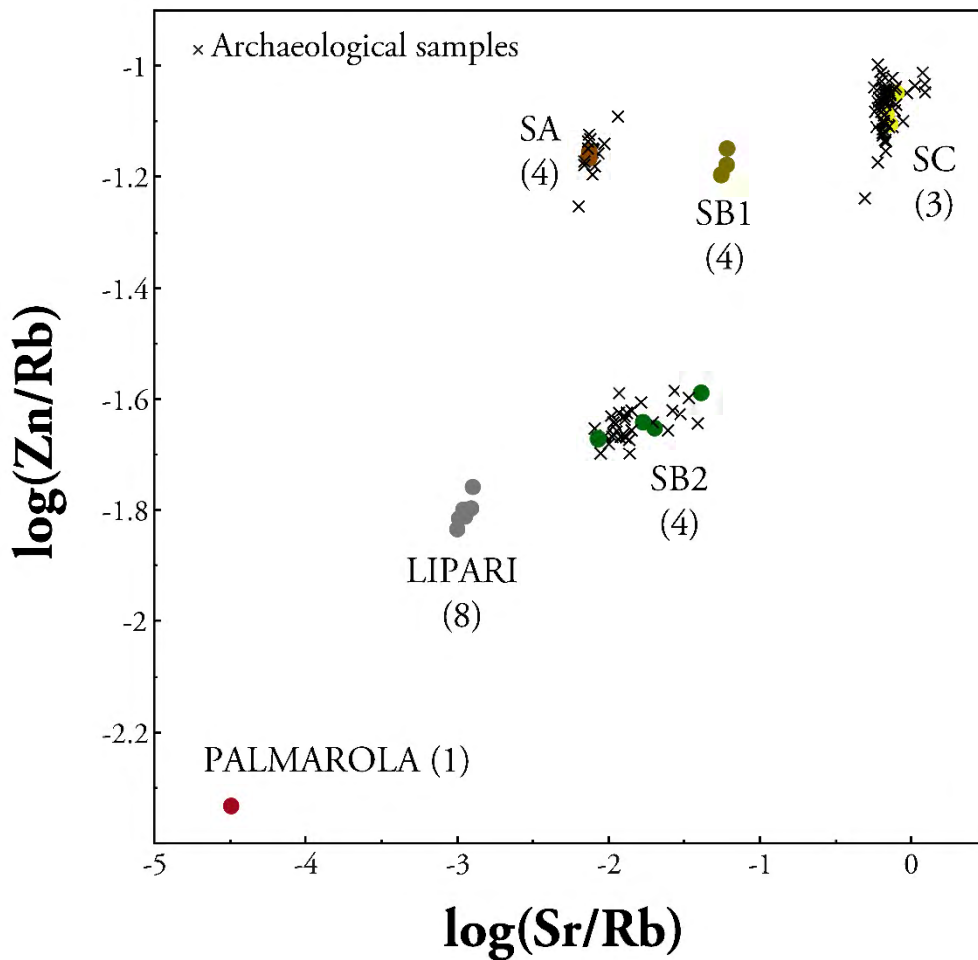 × Archaeological samples
-1
SA
(4)
SC
(3)
-1.2
SB1
(4)
-1.4
log(Zn/Rb)
-1.6
SB2
(4)
-1.8
LIPARI
(8)
-2
-2.2
PALMAROLA (1)
-5
-4
-3
-2
-1
0
log(Sr/Rb)